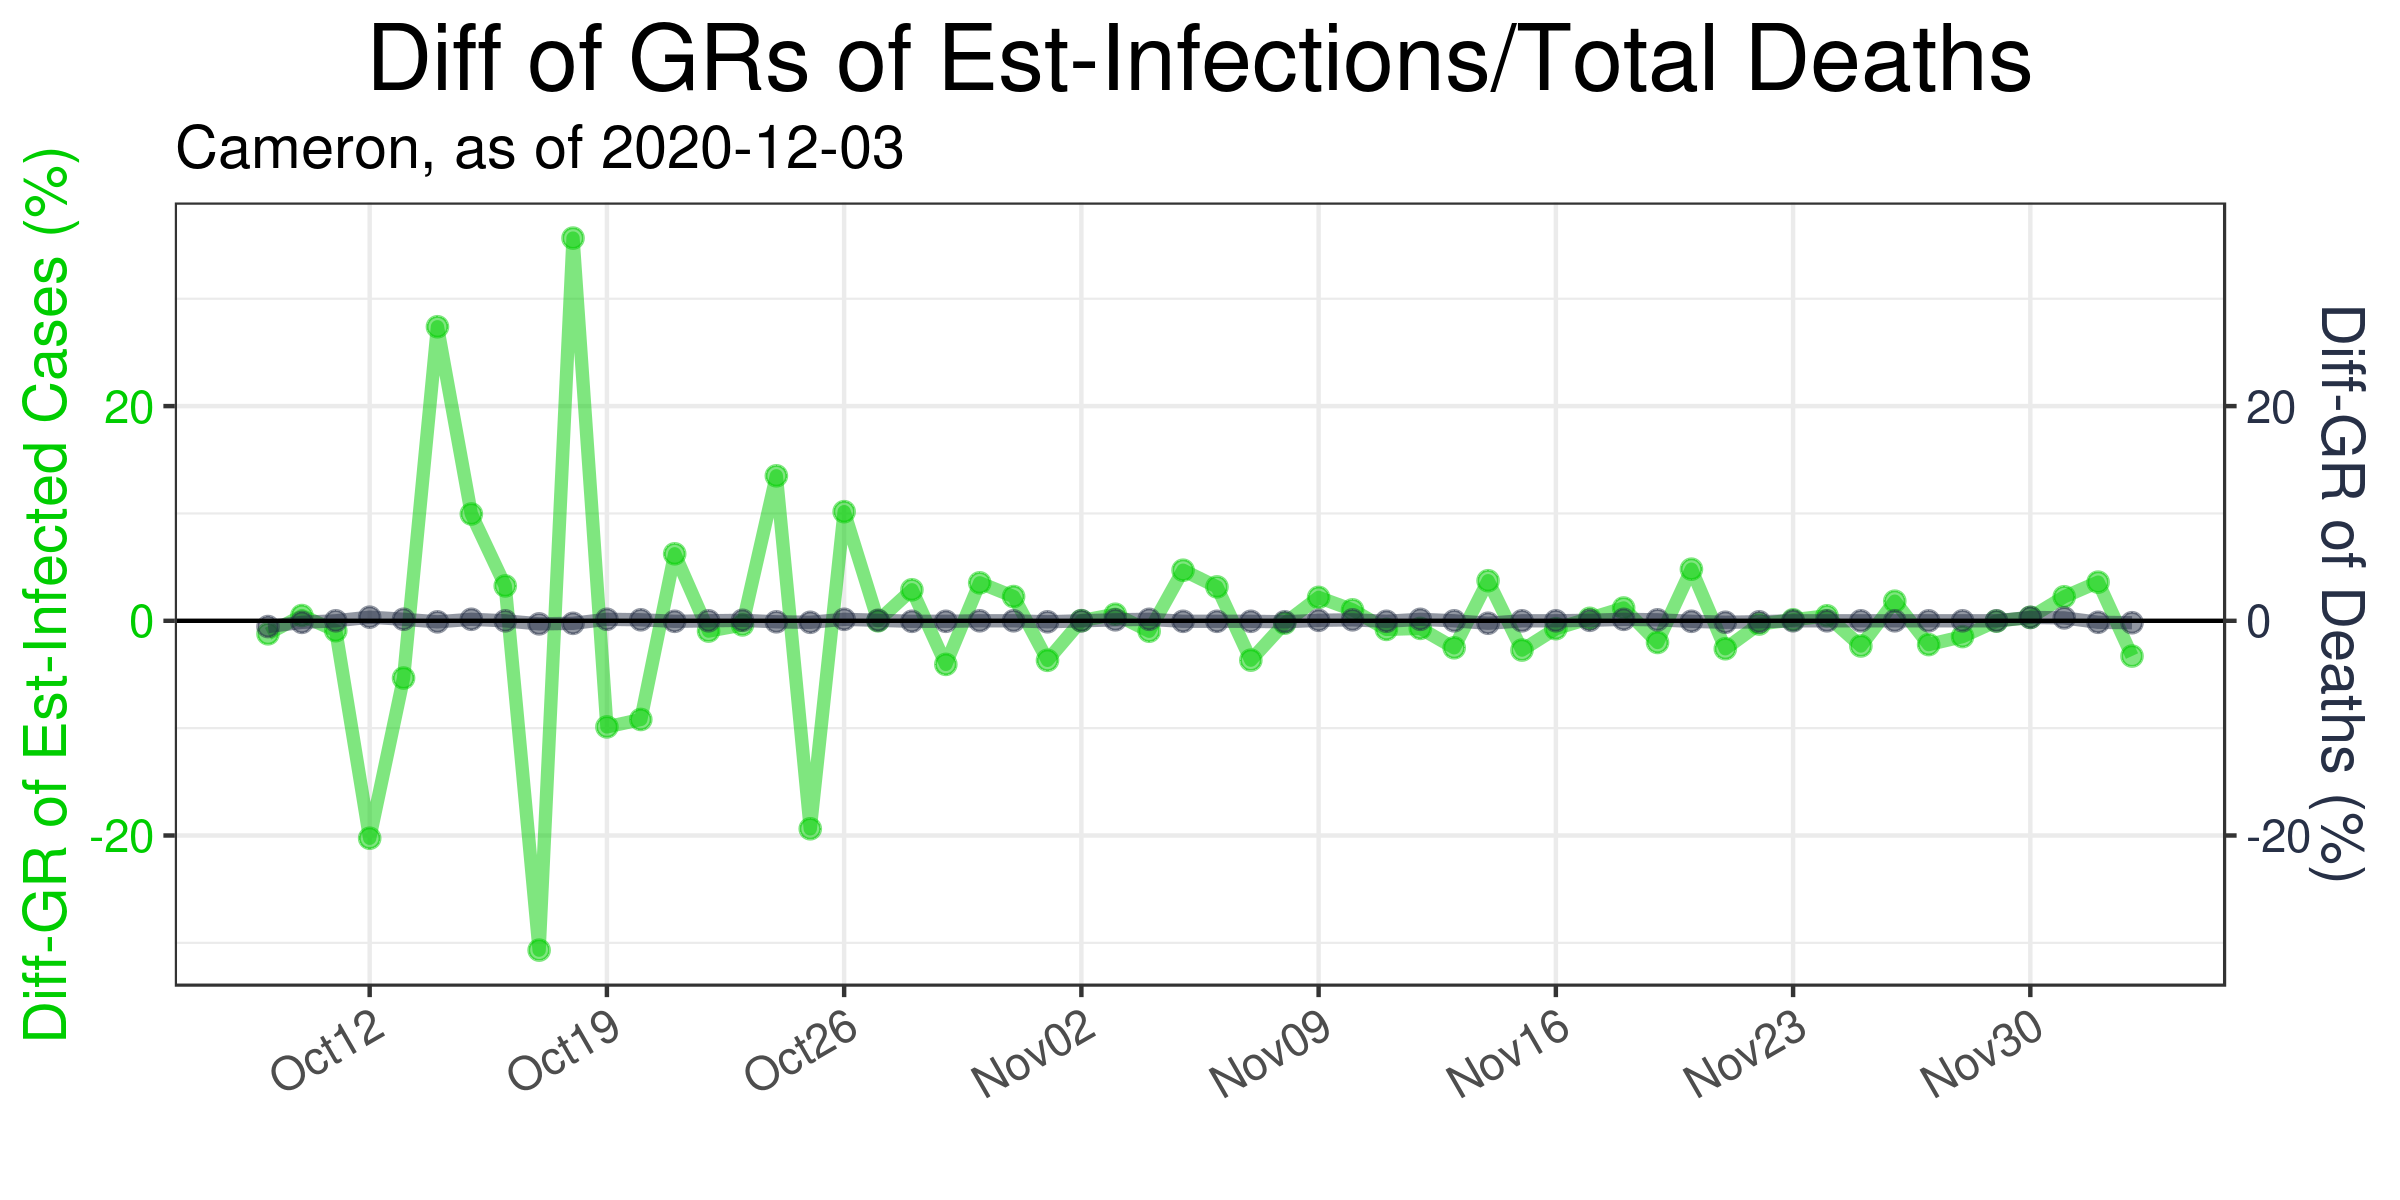 Diff of GRs of Est-Infections/Total Deaths
Cameron, as of 2020-12-03
Diff-GR of Est-Infected Cases (%)
20
0
-20
20
0
-20
Diff-GR of Deaths (%)
Oct12
Oct19
Oct26
Nov02
Nov09
Nov16
Nov23
Nov30